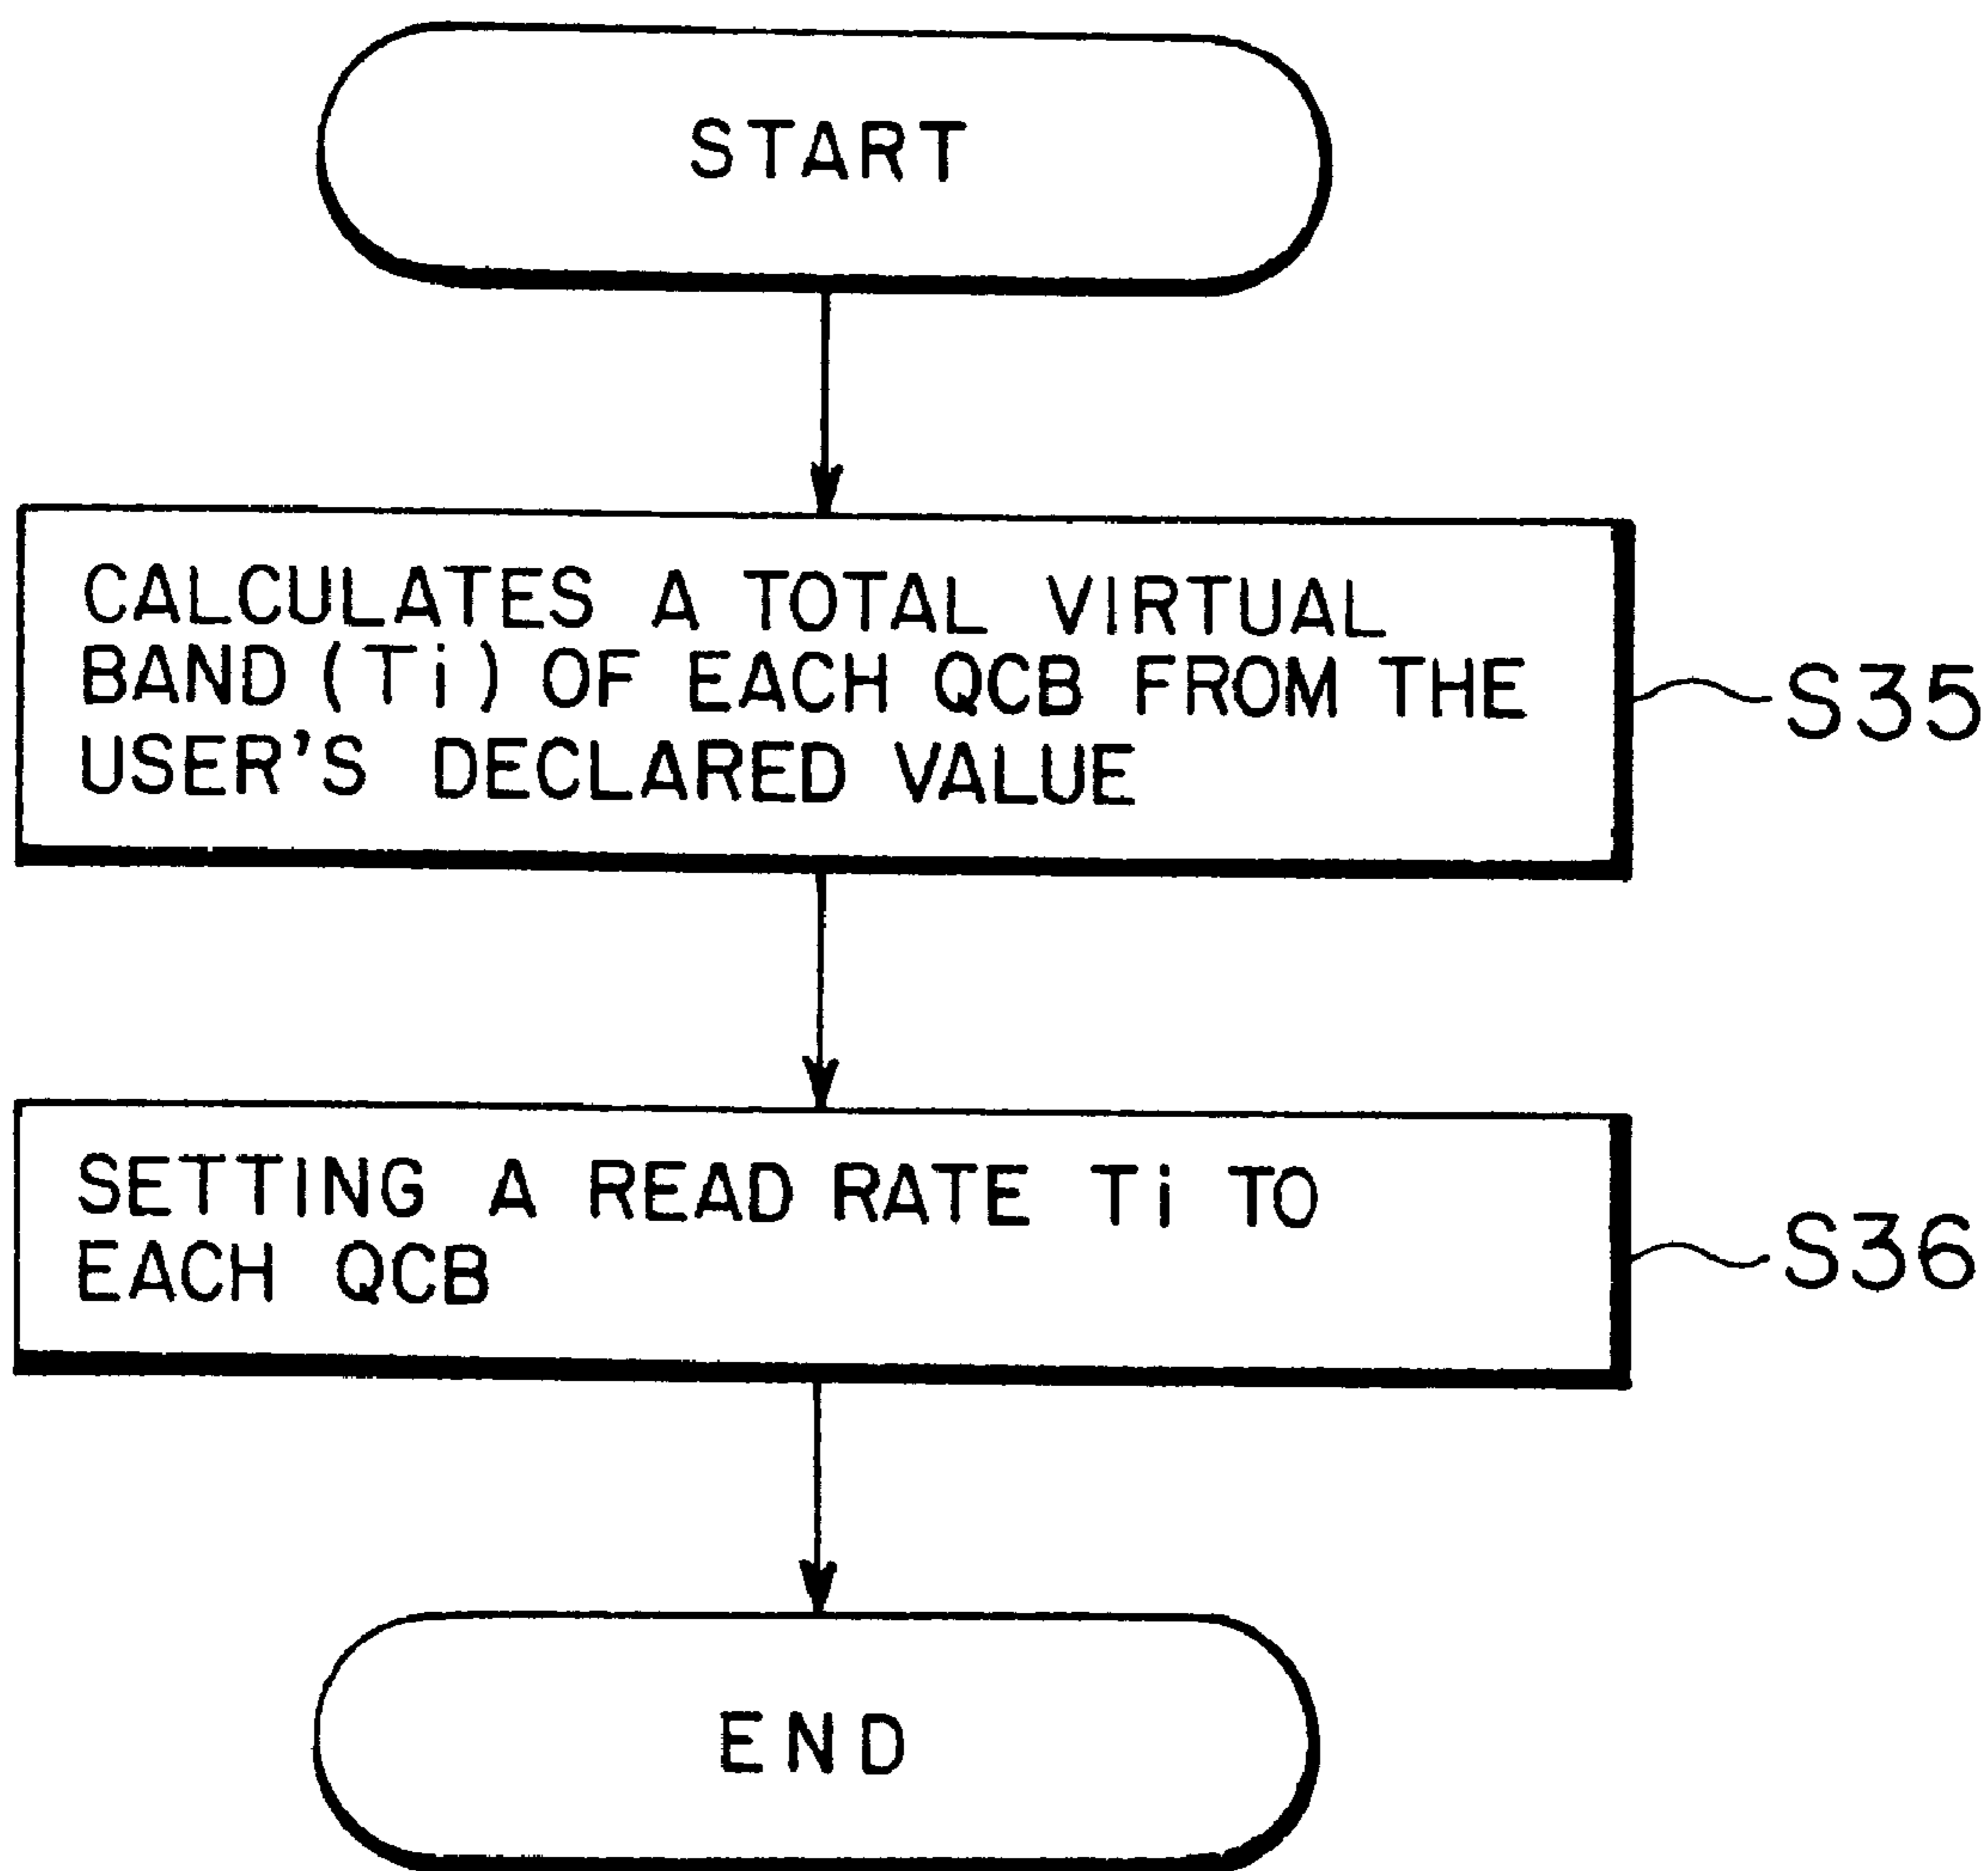 START
CALCULATES A TOTAL VIRTUAL
BAND (Ti) OF EACH QCB FROM THE
USER'S DECLARED VALUE
S35
SETTING A READ RATE Ti TO
EACH QCB
S36
END